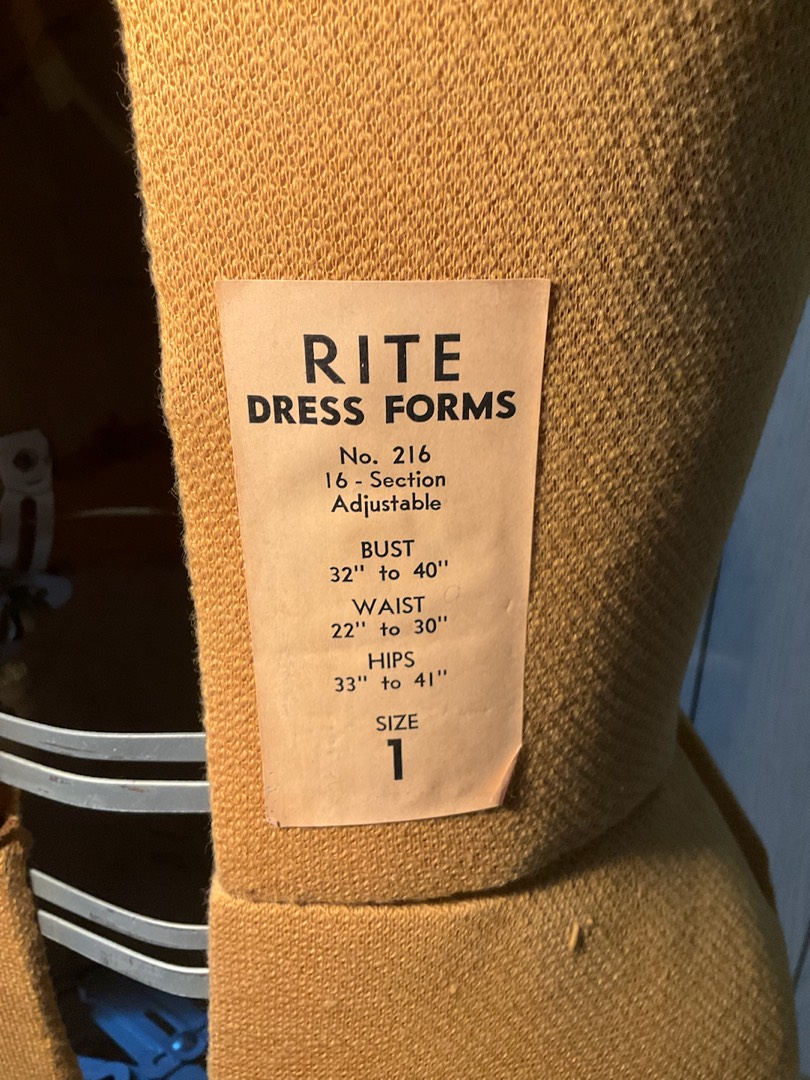 RITE
DRESS FORMS
No. 216
16 - Section
Adjustable
BUST
32" to 40"
WAIST
22" to 30"
HIPS
33" to 41"
SIZE
1